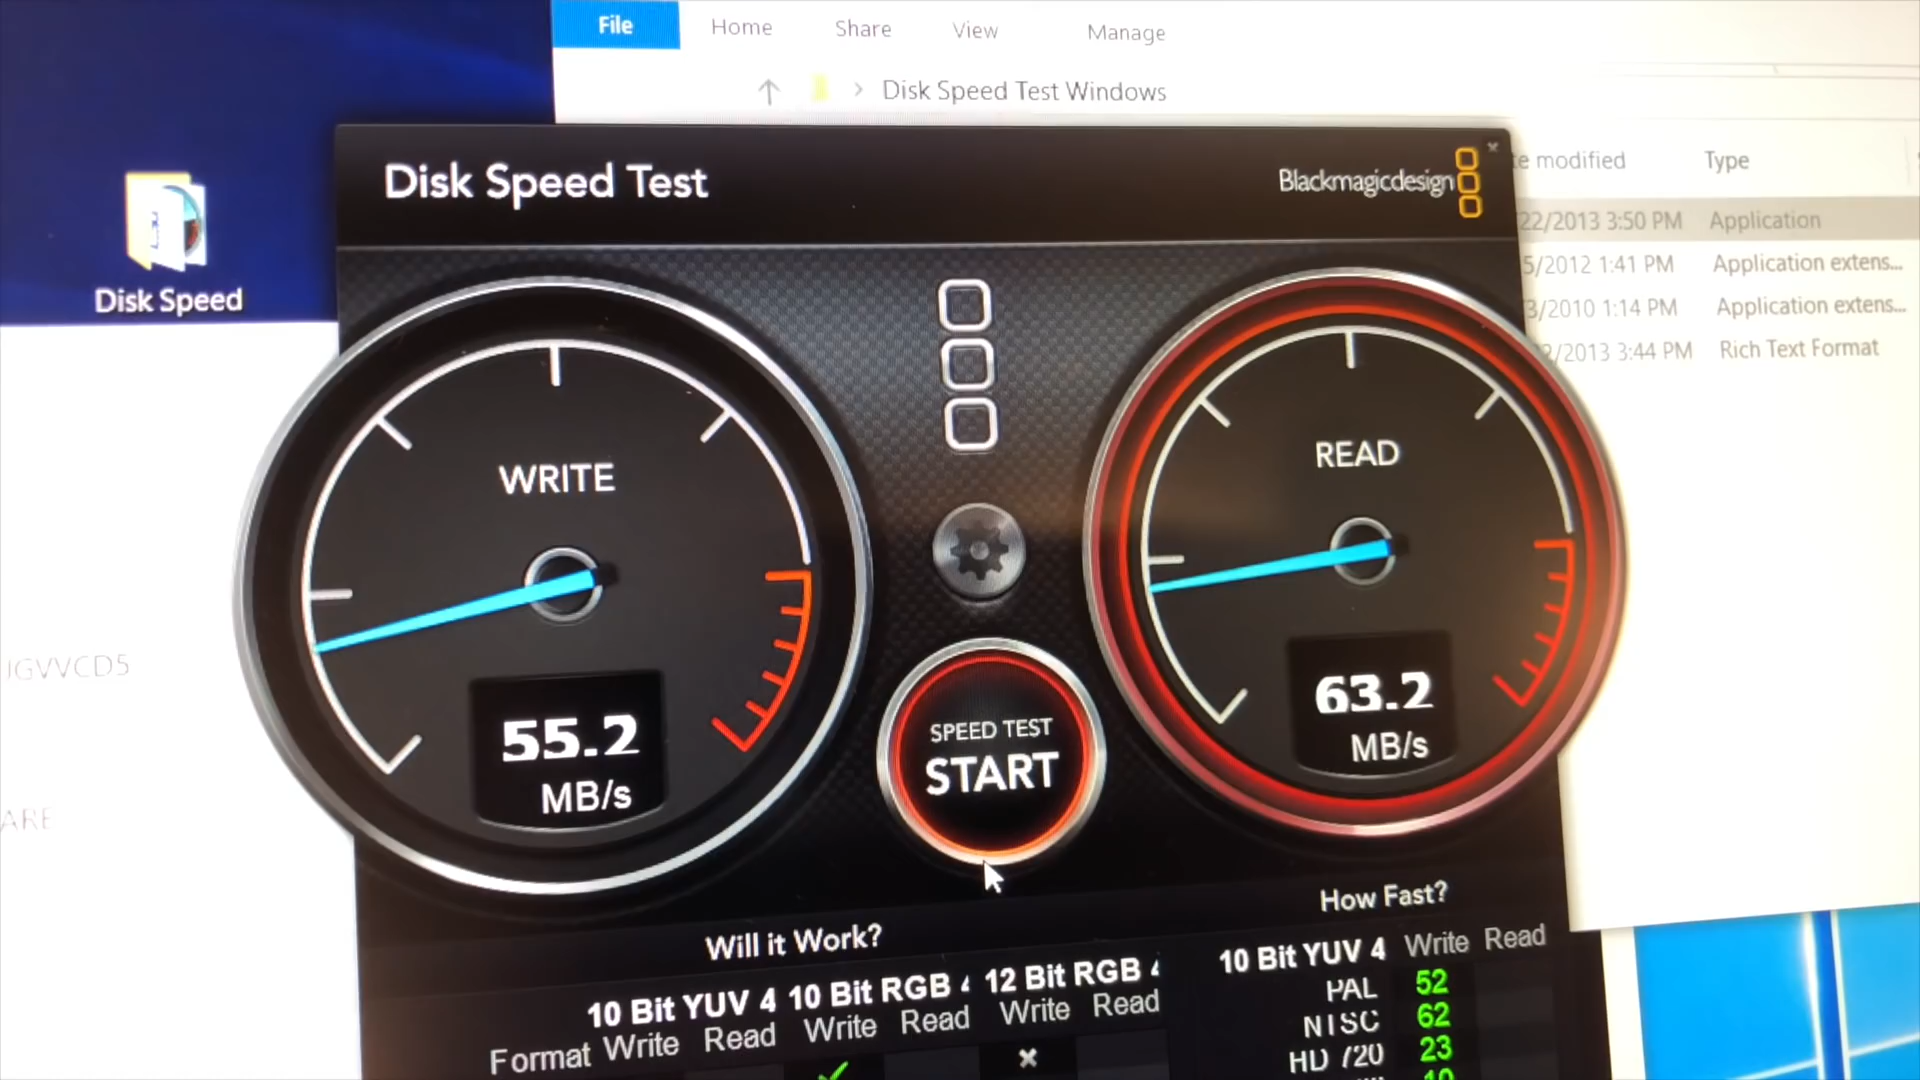 File Home Share View Manage
Disk Speed Test Windows
Disk Speed Test
Blackmagicdesign
modified Type
22/2013 3:50 PM Application
5/2012 1:41 PM Application extens...
3/2010 1:14 PM Application extens...
2/2013 3:44 PM Rich Text Format
Disk Speed
WRITE
READ
55.2
MB/s
SPEED TEST
START
63.2
MB/s
Will it Work?
How Fast?
10 Bit YUV 4 10 Bit RGB 4 12 Bit RGB 4
Format Write Read Write Read Write Read
10 Bit YUV 4 Write Read
PAL 52
NTSC 62
HD 720 23